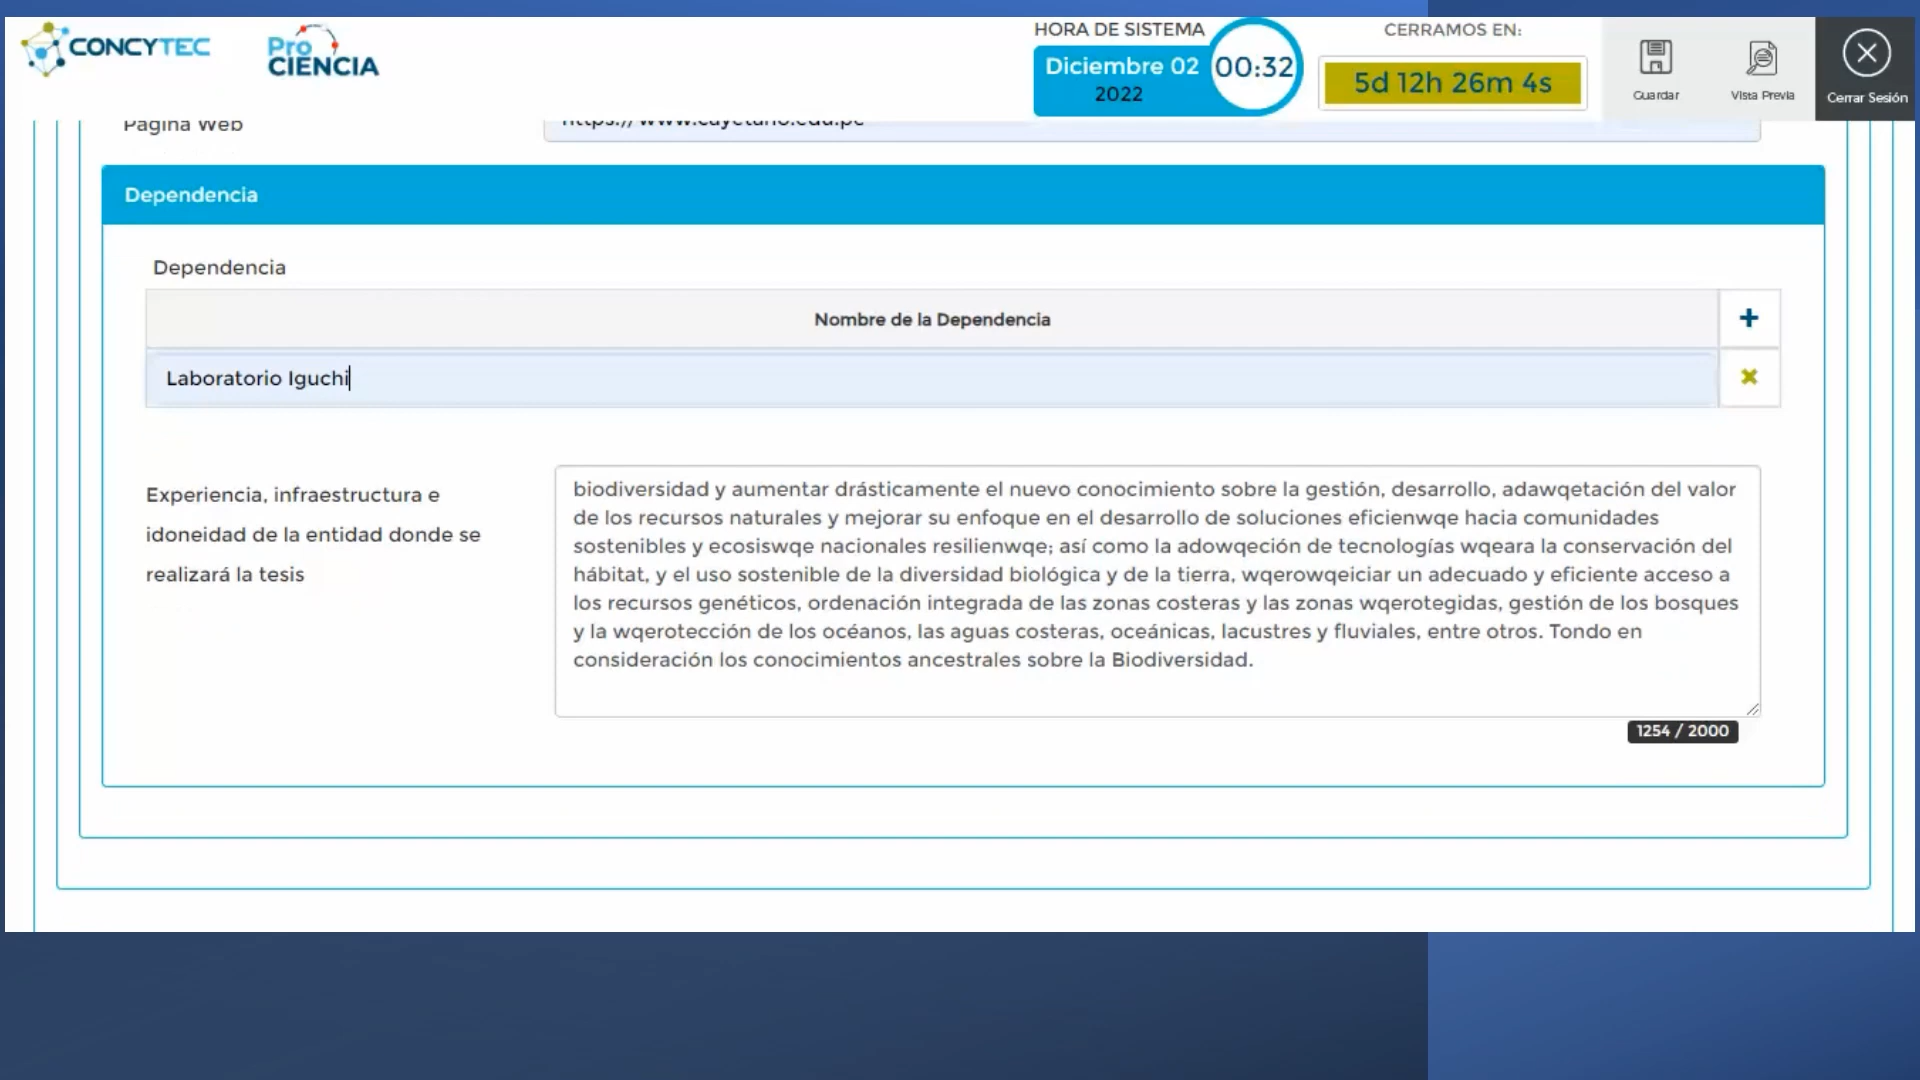 CONCYTEC
Pro
CIENCIA
HORA DE SISTEMA
Diciembre 02
2022
00:32
CERRAMOS EN:
5d 12h 26m 4s
Guardar
Vista Previa
Cerrar Sesión
Página Web
https://www.cayetano.edu.pe
Dependencia
Dependencia
Nombre de la Dependencia
Laboratorio Iguchi
Experiencia, infraestructura e
idoneidad de la entidad donde se
realizará la tesis
biodiversidad y aumentar drásticamente el nuevo conocimiento sobre la gestión, desarrollo, adawqetación del valor
de los recursos naturales y mejorar su enfoque en el desarrollo de soluciones eficienwqe hacia comunidades
sostenibles y ecosiswqe nacionales resilienwqe; así como la adowqeción de tecnologías wqeara la conservación del
hábitat, y el uso sostenible de la diversidad biológica y de la tierra, wqerowqeiciar un adecuado y eficiente acceso a
los recursos genéticos, ordenación integrada de las zonas costeras y las zonas wqerotegidas, gestión de los bosques
y la wqerotección de los océanos, las aguas costeras, oceánicas, lacustres y fluviales, entre otros. Tondo en
consideración los conocimientos ancestrales sobre la Biodiversidad.
1254 / 2000